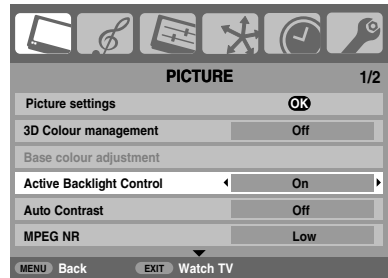 PICTURE 1/2
Picture settings OK
3D Colour management Off
Base colour adjustment
Active Backlight Control On
Auto Contrast Off
MPEG NR Low
MENU Back EXIT Watch TV